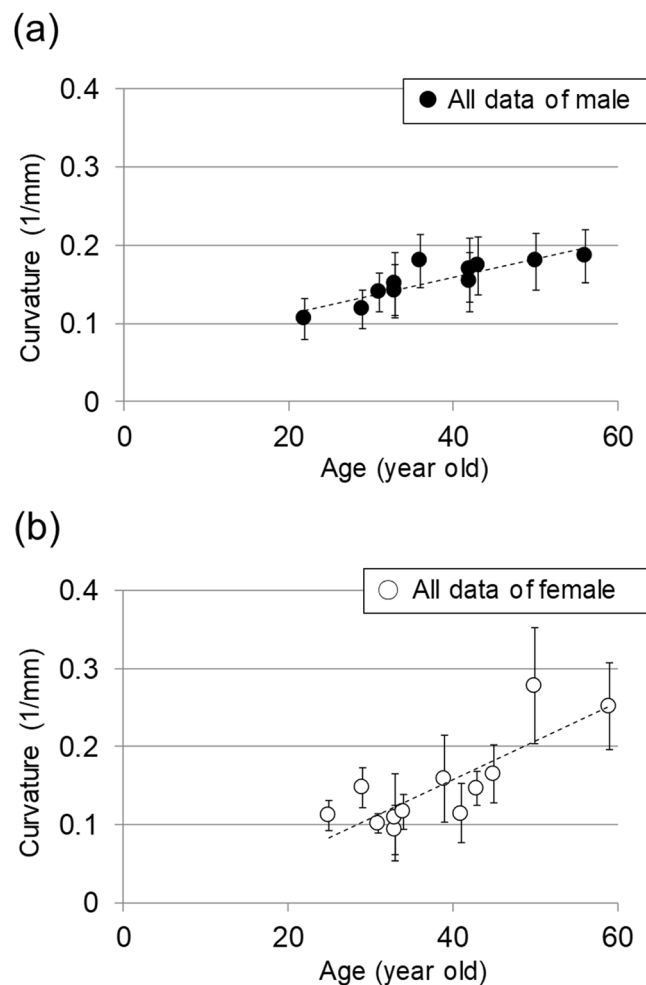 (a)
All data of male
0.4
0.3
0.2
0.1
0
Curvature (1/mm)
0 20 40 60
Age (year old)
(b)
All data of female
0.4
0.3
0.2
0.1
0
Curvature (1/mm)
0 20 40 60
Age (year old)